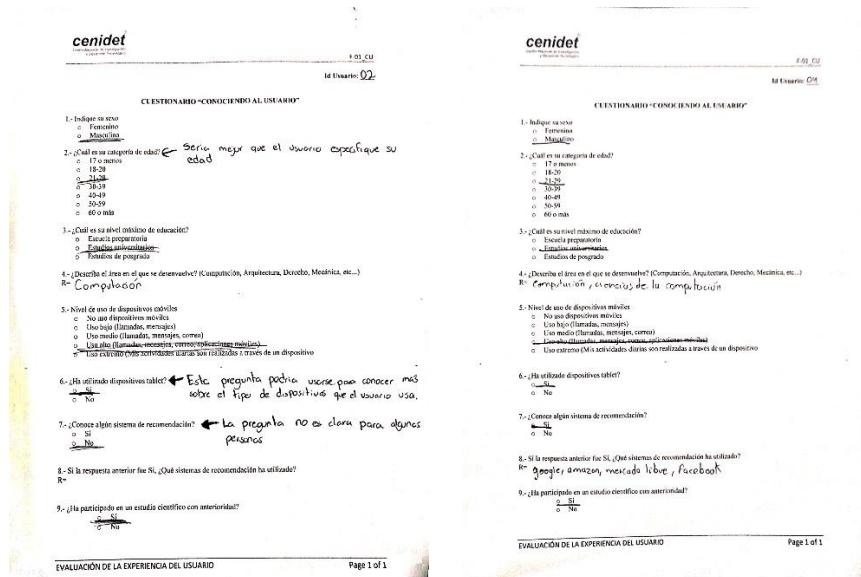 cenidet
F-01_CU
Id Usuario: 02
CUESTIONARIO "CONOCIENDO AL USUARIO"
1.- Indique su sexo
o Femenino
o Masculino
2.- ¿Cuál es su categoría de edad? ← Seria mejor que el usuario especifique su
edad
o 17 o menos
o 18-20
o 21-29
o 30-39
o 40-49
o 50-59
o 60 o más
3.- ¿Cuál es su nivel máximo de educación?
o Escuela preparatoria
o Estudios universitarios
o Estudios de posgrado
4.- ¿Describa el área en el que se desenvuelve? (Computación, Arquitectura, Derecho, Mecánica, etc...)
R= Computación
5.- Nivel de uso de dispositivos móviles
o No uso dispositivos móviles
o Uso bajo (llamadas, mensajes)
o Uso medio (llamadas, mensajes, correo)
o Uso alto (llamadas, mensajes, correo, aplicaciones móviles)
o Uso extremo (Mis actividades diarias son realizadas a través de un dispositivo
6.- ¿Ha utilizado dispositivos tablet? ← Esta pregunta podria usarse para conocer mas
sobre el tipo de dispositivos que el usuario usa.
o Si
o No
7.- ¿Conoce algún sistema de recomendación? ← La pregunta no es clara para algunas
personas
o Si
o No
8.- Si la respuesta anterior fue Si, ¿Qué sistemas de recomendación ha utilizado?
R=
9.- ¿Ha participado en un estudio científico con anterioridad?
o Si
o No
EVALUACIÓN DE LA EXPERIENCIA DEL USUARIO Page 1 of 1
cenidet
F-01_CU
Id Usuario: 04
CUESTIONARIO "CONOCIENDO AL USUARIO"
1.- Indique su sexo
o Femenino
o Masculino
2.- ¿Cuál es su categoría de edad?
o 17 o menos
o 18-20
o 21-29
o 30-39
o 40-49
o 50-59
o 60 o más
3.- ¿Cuál es su nivel máximo de educación?
o Escuela preparatoria
o Estudios universitarios
o Estudios de posgrado
4.- ¿Describa el área en el que se desenvuelve? (Computación, Arquitectura, Derecho, Mecánica, etc...)
R= Computación, ciencias de la computación
5.- Nivel de uso de dispositivos móviles
o No uso dispositivos móviles
o Uso bajo (llamadas, mensajes)
o Uso medio (llamadas, mensajes, correo)
o Uso alto (llamadas, mensajes, correo, aplicaciones móviles)
o Uso extremo (Mis actividades diarias son realizadas a través de un dispositivo
6.- ¿Ha utilizado dispositivos tablet?
o Si
o No
7.- ¿Conoce algún sistema de recomendación?
o Si
o No
8.- Si la respuesta anterior fue Si, ¿Qué sistemas de recomendación ha utilizado?
R= google, amazon, mercado libre, facebook
9.- ¿Ha participado en un estudio científico con anterioridad?
o Si
o No
EVALUACIÓN DE LA EXPERIENCIA DEL USUARIO Page 1 of 1